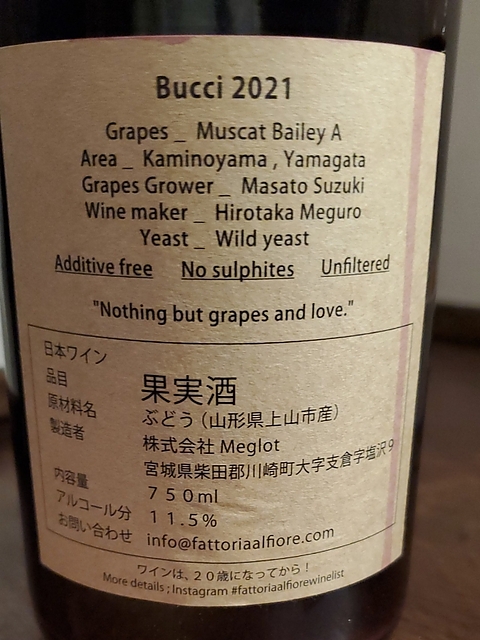 Bucci 2021
Grapes _ Muscat Bailey A
Area _ Kaminoyama , Yamagata
Grapes Grower _ Masato Suzuki
Wine maker _ Hirotaka Meguro
Yeast _ Wild yeast
Additive free No sulphites Unfiltered
"Nothing but grapes and love."
日本ワイン
品目 果実酒
原材料名 ぶどう（山形県上山市産）
製造者 株式会社 Meglot
宮城県柴田郡川崎町大字支倉字塩沢9
内容量 750ml
アルコール分 11.5%
お問い合わせ info@fattoriaalfiore.com
ワインは、20歳になってから！
More details ; Instagram #fattoriaalfiorewinelist